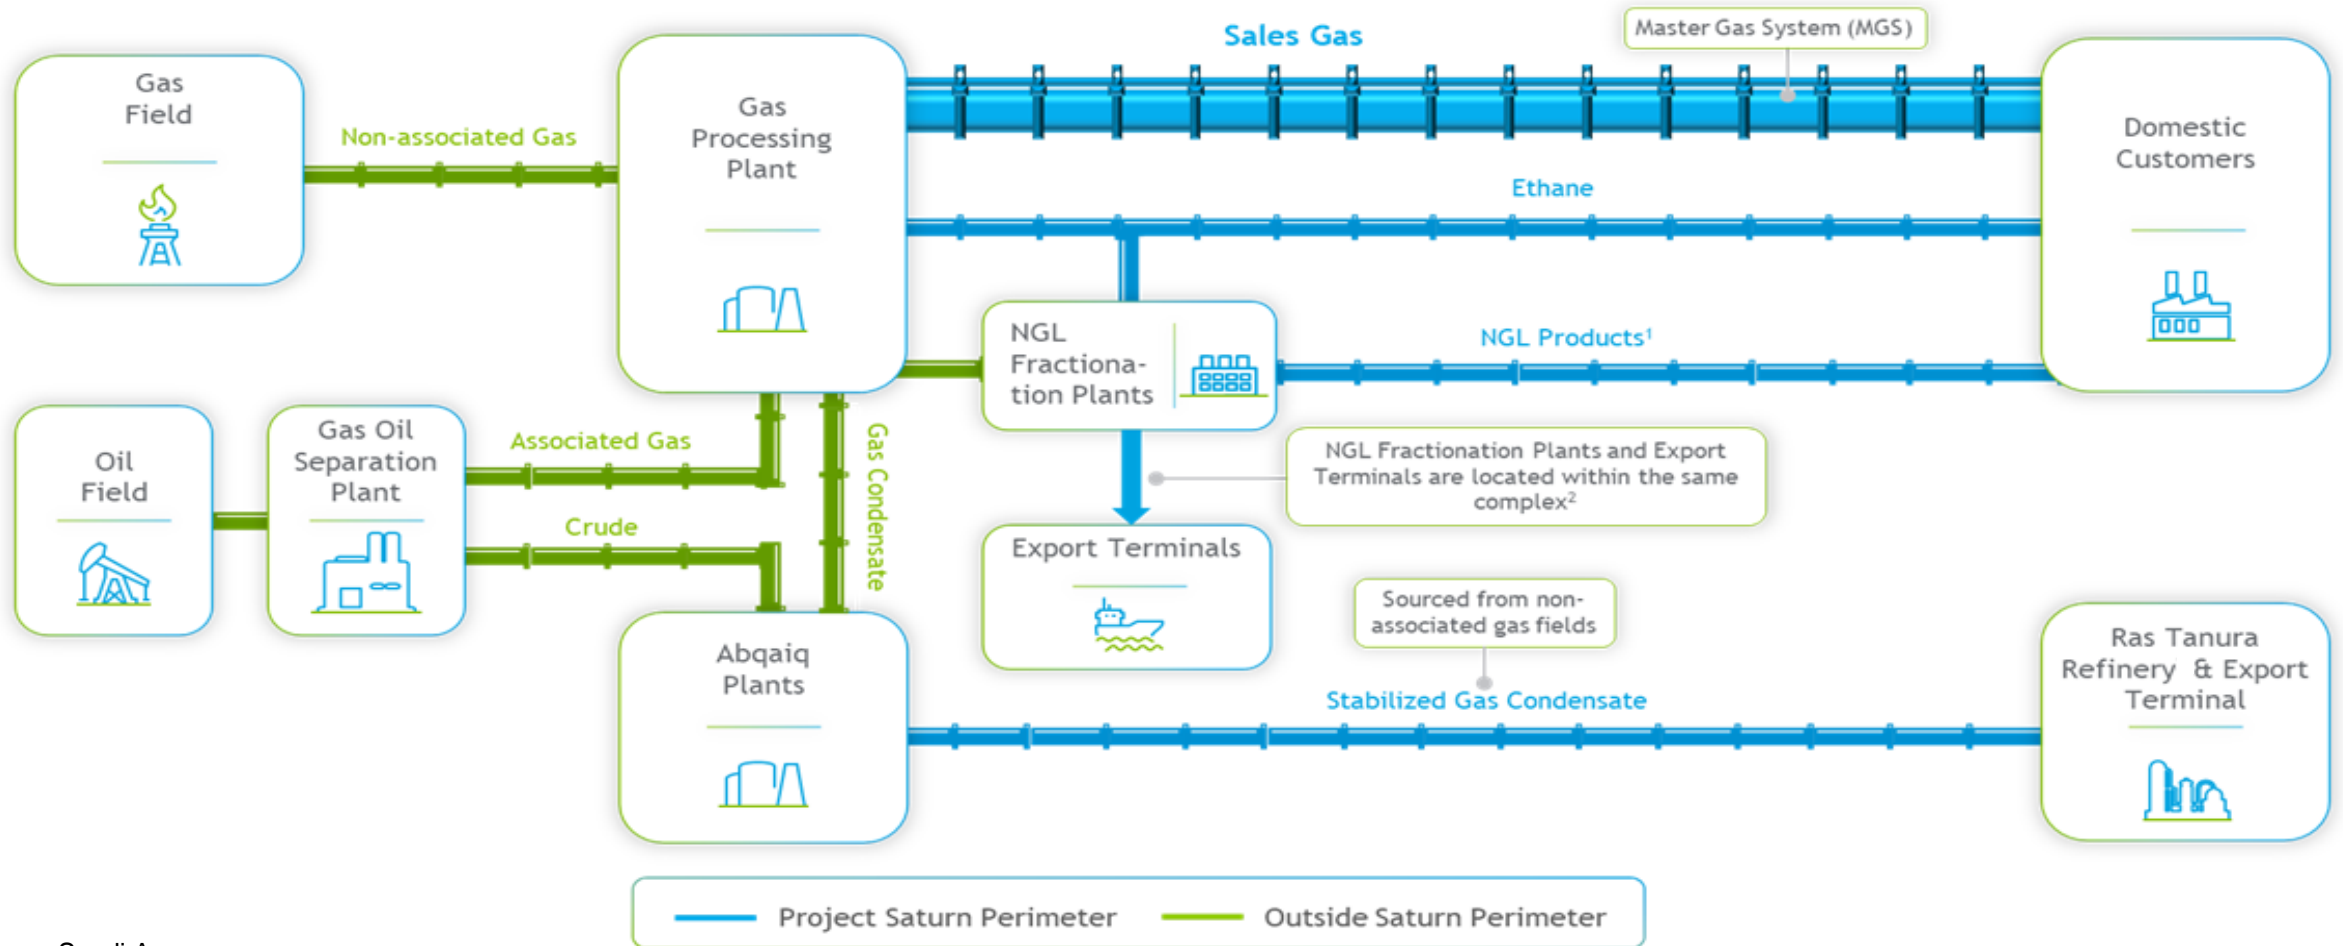 Sales Gas
Master Gas System (MGS)
Gas
Field
Non-associated Gas
Gas
Processing
Plant
Domestic
Customers
Ethane
NGL
Fractiona-
tion Plants
NGL Products¹
Oil
Field
Gas Oil
Separation
Plant
Associated Gas
Crude
Gas Condensate
NGL Fractionation Plants and Export
Terminals are located within the same
complex²
Export Terminals
Sourced from non-
associated gas fields
Abqaiq
Plants
Stabilized Gas Condensate
Ras Tanura
Refinery & Export
Terminal
Project Saturn Perimeter
Outside Saturn Perimeter